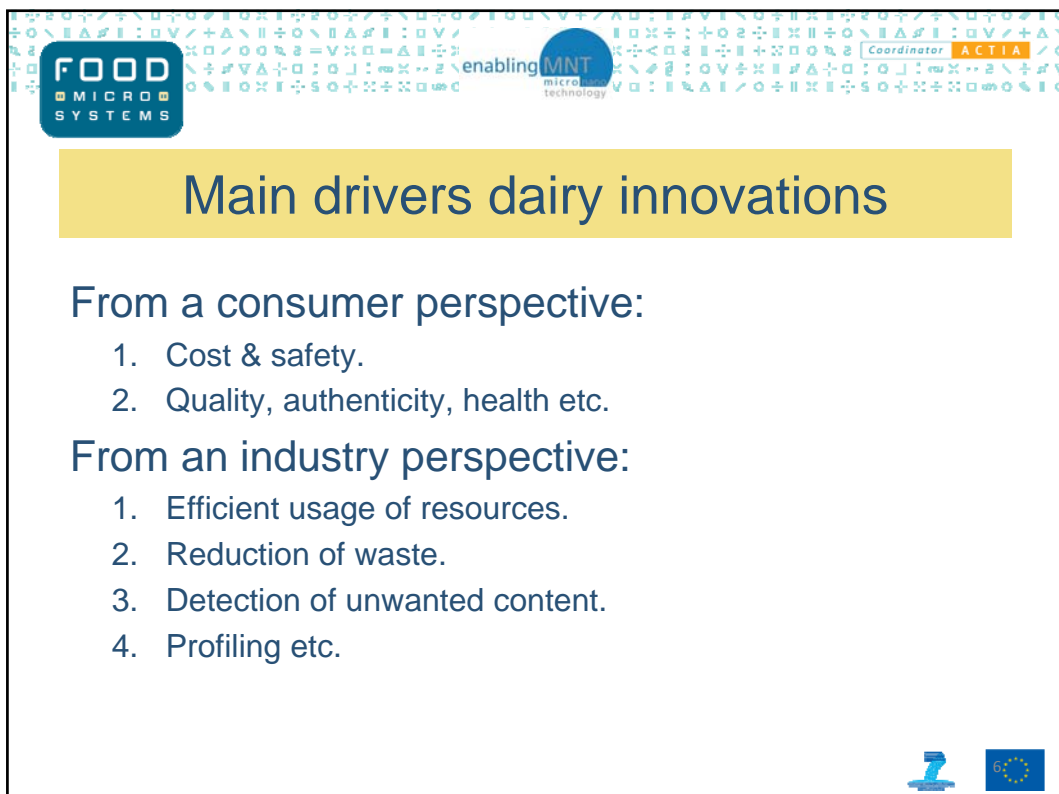 FOOD
MICRO
SYSTEMS
enabling MNT
micro nano
technology
Coordinator ACTIA
Main drivers dairy innovations
From a consumer perspective:
1. Cost & safety.
2. Quality, authenticity, health etc.
From an industry perspective:
1. Efficient usage of resources.
2. Reduction of waste.
3. Detection of unwanted content.
4. Profiling etc.
6